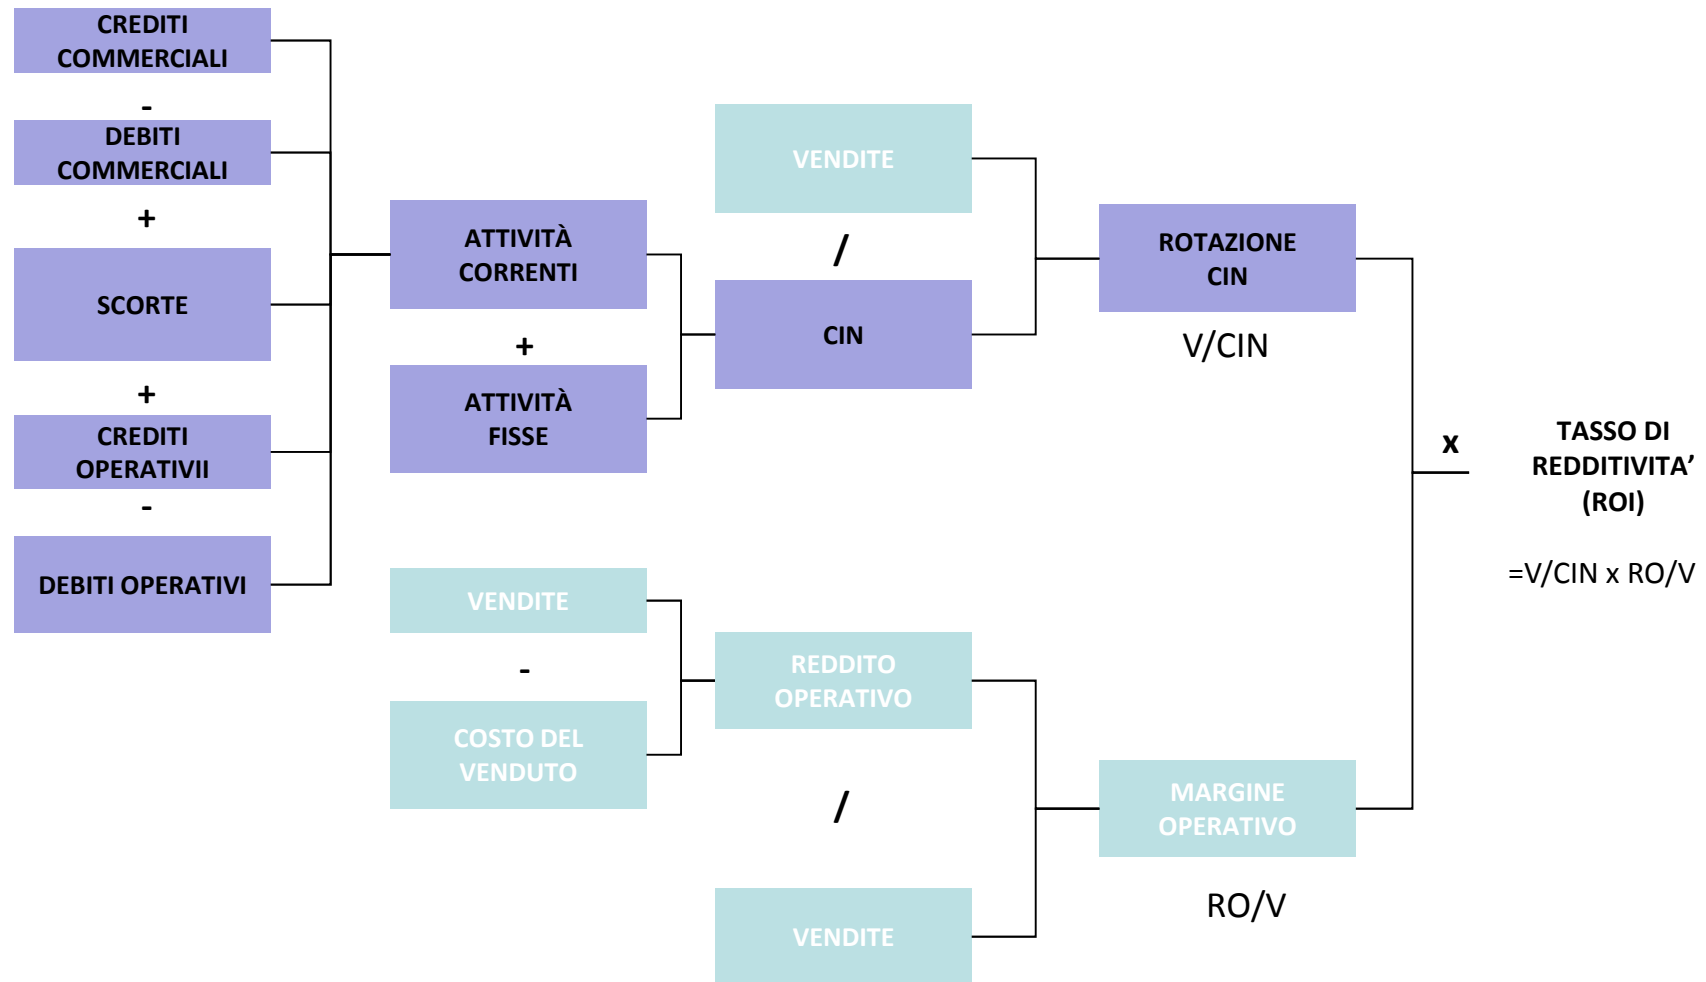 CREDITI
COMMERCIALI
-
DEBITI
COMMERCIALI
+
SCORTE
+
CREDITI
OPERATIVII
-
DEBITI OPERATIVI
ATTIVITÀ
CORRENTI
+
ATTIVITÀ
FISSE
VENDITE
-
COSTO DEL
VENDUTO
VENDITE
/
CIN
REDDITO
OPERATIVO
/
VENDITE
ROTAZIONE
CIN
V/CIN
MARGINE
OPERATIVO
RO/V
x
TASSO DI
REDDITIVITA’
(ROI)
=V/CIN x RO/V